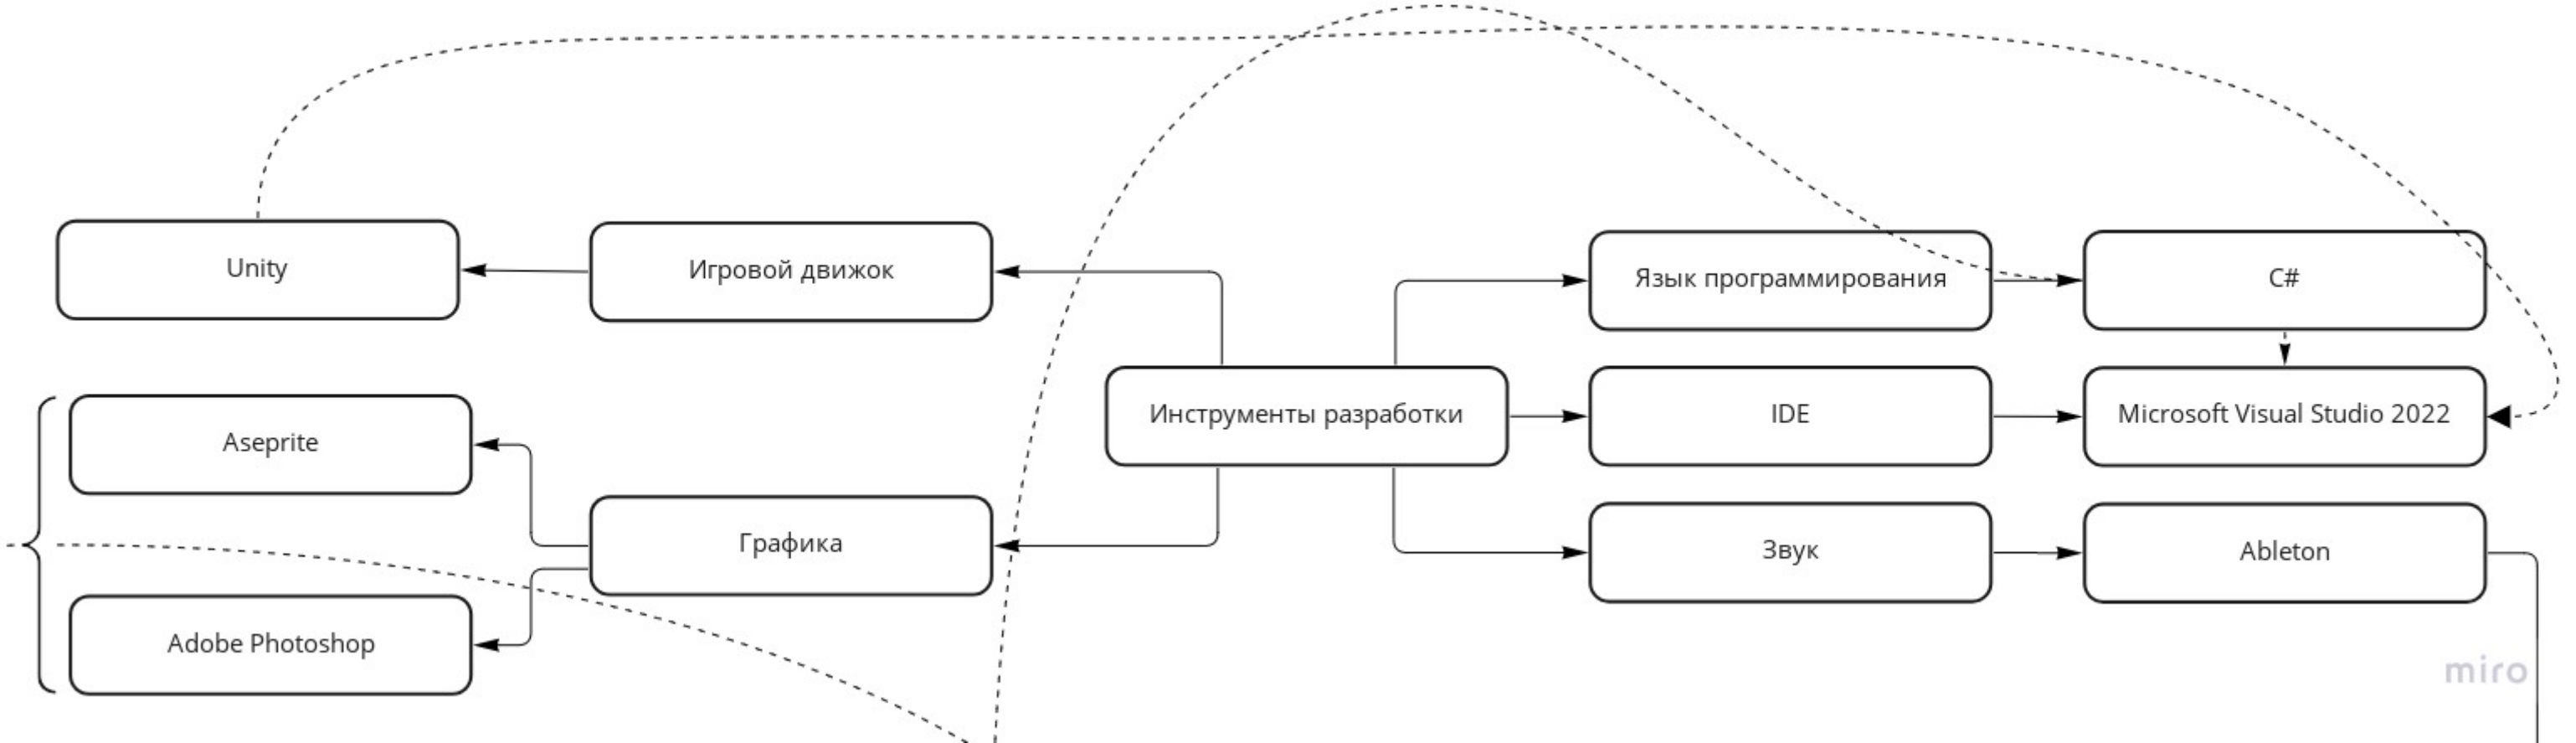 Unity
Игровой движок
Язык программирования
C#
Инструменты разработки
IDE
Microsoft Visual Studio 2022
Aseprite
Графика
Звук
Ableton
Adobe Photoshop
miro